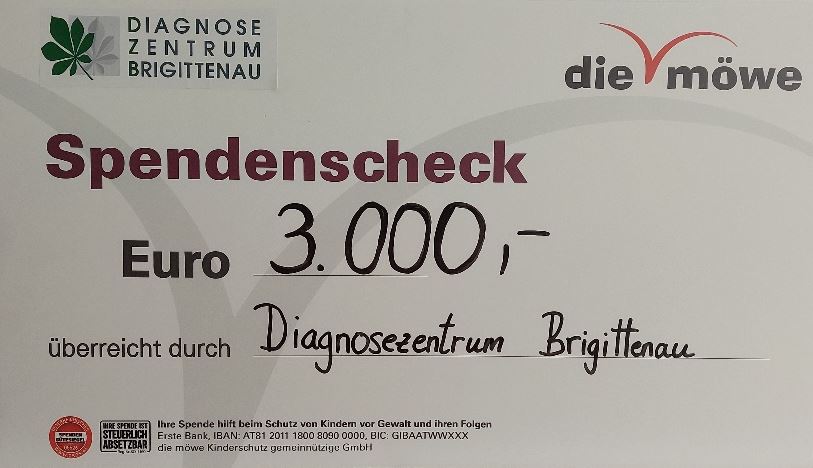 DIAGNOSE
ZENTRUM
BRIGITTENAU
die möwe
Spendenscheck
Euro 3.000,-
überreicht durch Diagnosezentrum Brigittenau
SPENDEN
GÜTESIEGEL
IHRE SPENDE IST
STEUERLICH
ABSETZBAR
Ihre Spende hilft beim Schutz von Kindern vor Gewalt und ihren Folgen
Erste Bank, IBAN: AT81 2011 1800 8090 0000, BIC: GIBAATWWXXX
die möwe Kinderschutz gemeinnützige GmbH